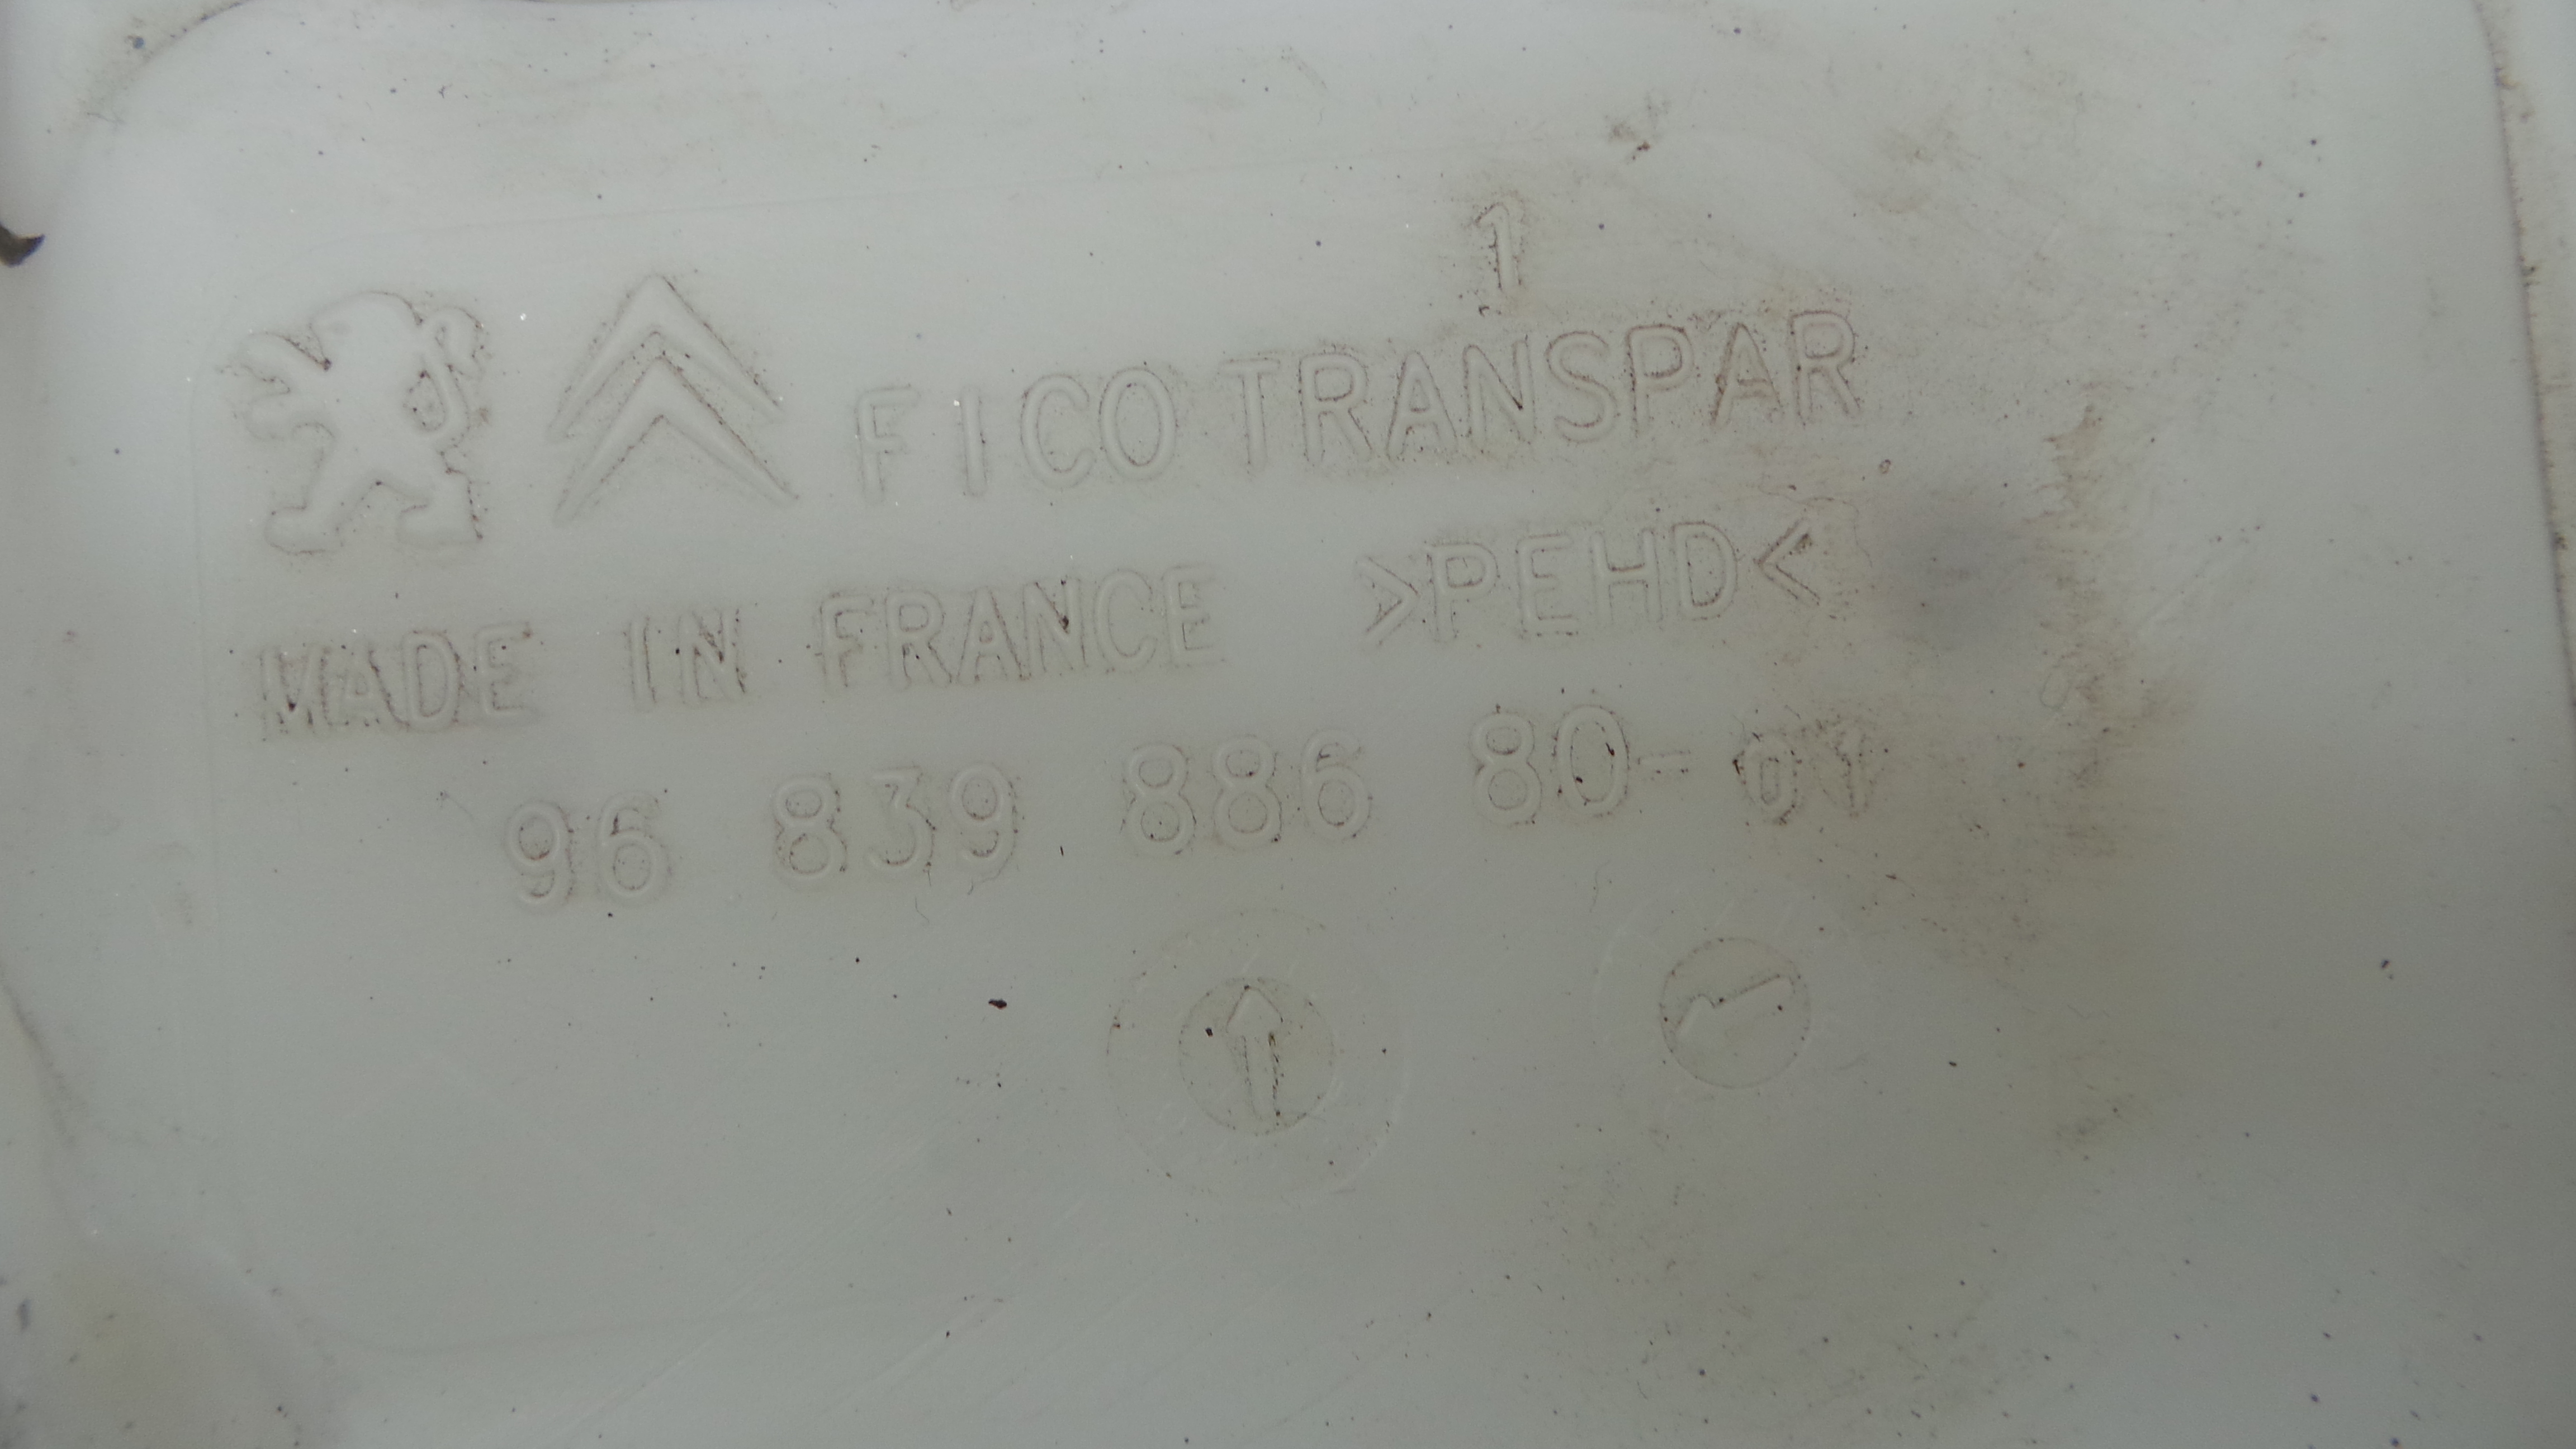 1
FICO TRANSPAR
MADE IN FRANCE >PEHD<
96 839 886 80-01